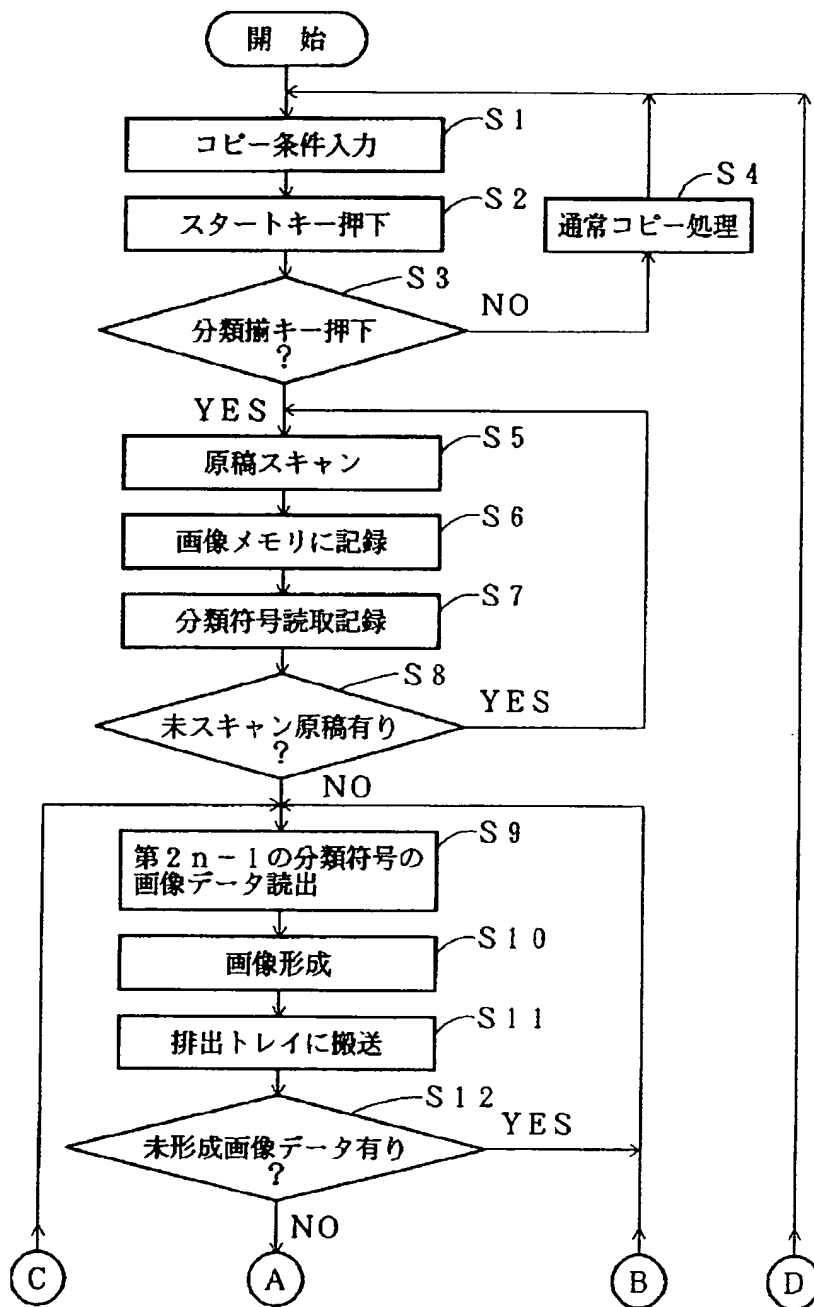 開 始
S1
コピー条件入力
S2
スタートキー押下
S3
分類揃キー押下
?
NO
S4
通常コピー処理
YES
S5
原稿スキャン
S6
画像メモリに記録
S7
分類符号読取記録
S8
未スキャン原稿有り
?
YES
NO
S9
第2n-1の分類符号の
画像データ読出
S10
画像形成
S11
排出トレイに搬送
S12
未形成画像データ有り
?
YES
NO
C
A
B
D